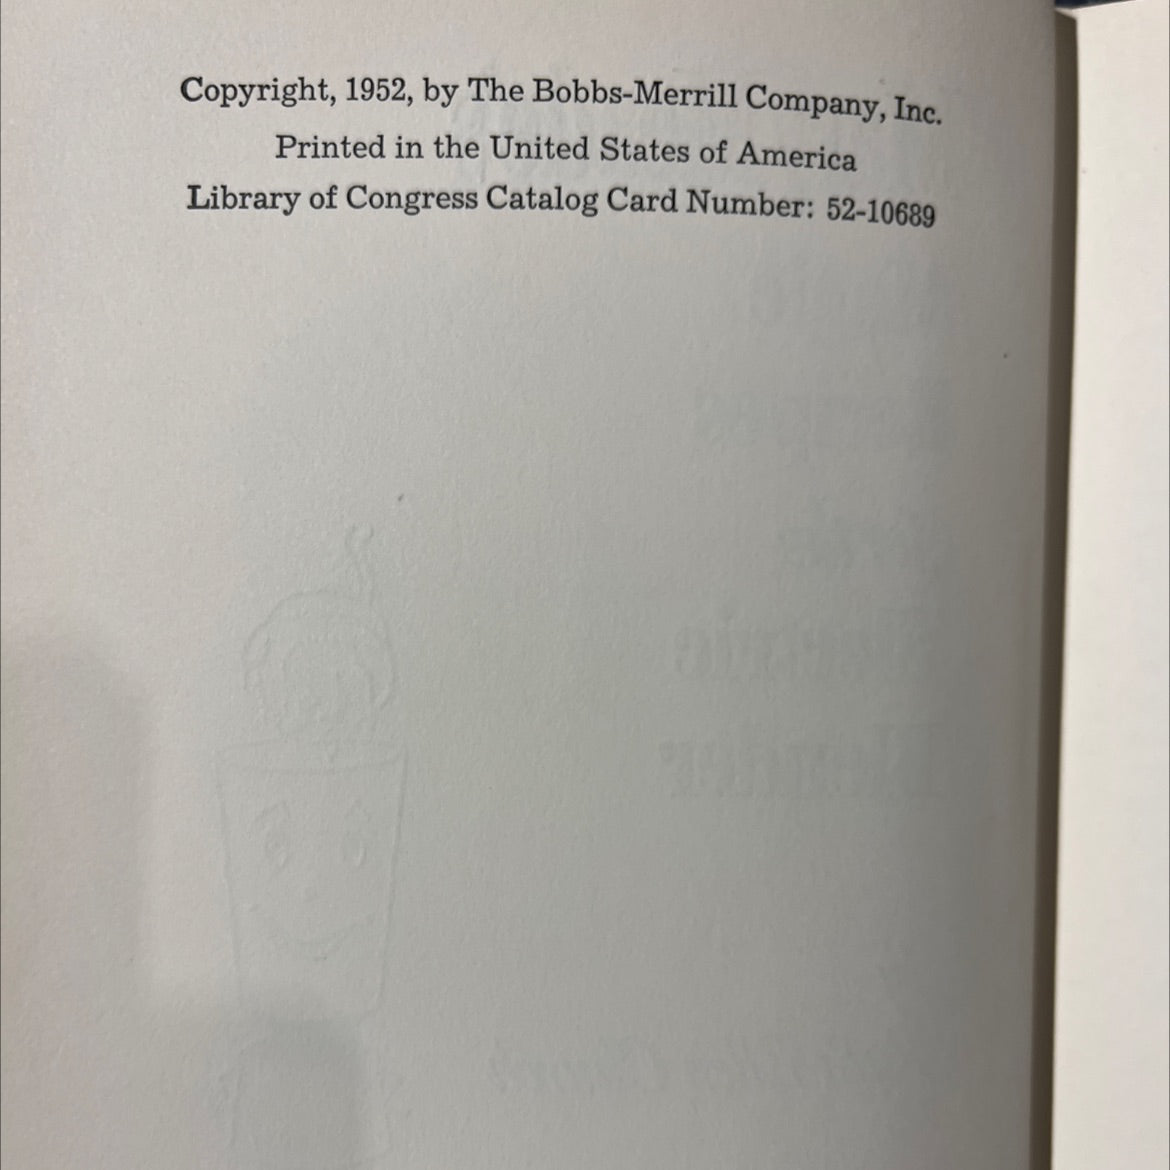 Copyright, 1952, by The Bobbs-Merrill Company, Inc.
Printed in the United States of America
Library of Congress Catalog Card Number: 52-10689